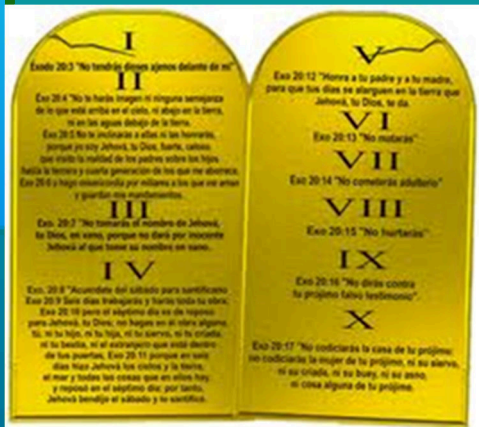 I
Exodo 20:3 "No tendrás dioses ajenos delante de mí"
II
Exo 20:4 "No te harás imagen ni ninguna semejanza
de lo que esté arriba en el cielo, ni abajo en la tierra,
ni en las aguas debajo de la tierra.
Exo 20:5 No te inclinarás a ellas ni las honrarás,
porque yo soy Jehová, tu Dios, fuerte, celoso
que visito la maldad de los padres sobre los hijos
hasta la tercera y cuarta generación de los que me aborrecen,
Exo 20:6 y hago misericordia por millares a los que me aman
y guardan mis mandamientos.
III
Exo. 20:7 "No tomarás el nombre de Jehová,
tu Dios, en vano, porque no dará por inocente
Jehová al que tome su nombre en vano.
IV
Exo. 20:8 "Acuérdate del sábado para santificarlo
Exo 20:9 Seis días trabajarás y harás toda tu obra;
Exo 20:10 pero el séptimo día es de reposo
para Jehová, tu Dios; no hagas en él obra alguna,
tú, ni tu hijo, ni tu hija, ni tu siervo, ni tu criada,
ni tu bestia, ni el extranjero que está dentro
de tus puertas, Exo 20:11 porque en seis
días hizo Jehová los cielos y la tierra,
el mar y todas las cosas que en ellos hay,
y reposó en el séptimo día; por tanto,
Jehová bendijo el sábado y lo santificó.
V
Exo 20:12 "Honra a tu padre y a tu madre,
para que tus días se alarguen en la tierra que
Jehová, tu Dios, te da.
VI
Exo 20:13 "No matarás"
VII
Exo 20:14 "No cometerás adulterio"
VIII
Exo 20:15 "No hurtarás"
IX
Exo 20:16 "No dirás contra
tu prójimo falso testimonio".
X
Exo 20:17 "No codiciarás la casa de tu prójimo:
no codiciarás la mujer de tu prójimo, ni su siervo,
ni su criada, ni su buey, ni su asno,
ni cosa alguna de tu prójimo.